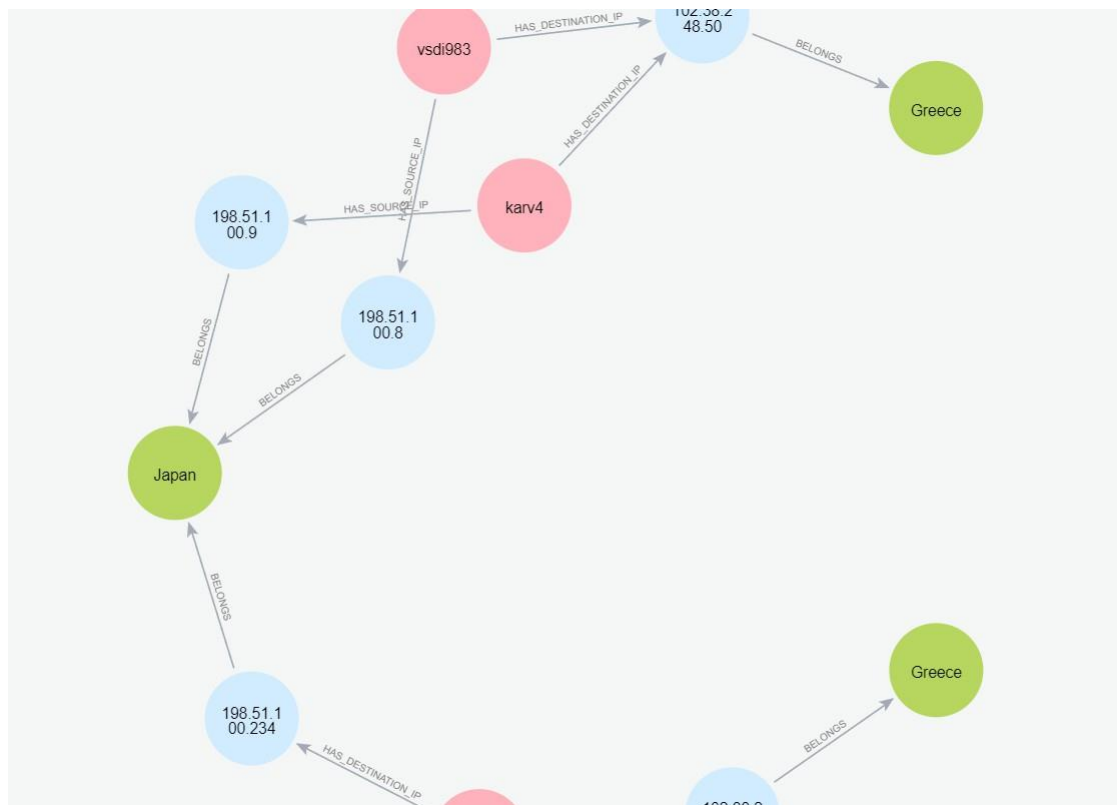 102.38.2
48.50
HAS_DESTINATION_IP
vsdi983
BELONGS
HAS_DESTINATION_IP
Greece
HAS_SOURCE_IP
karv4
HAS_SOURCE_IP
198.51.1
00.9
198.51.1
00.8
BELONGS
BELONGS
Japan
BELONGS
Greece
198.51.1
00.234
BELONGS
HAS_DESTINATION_IP